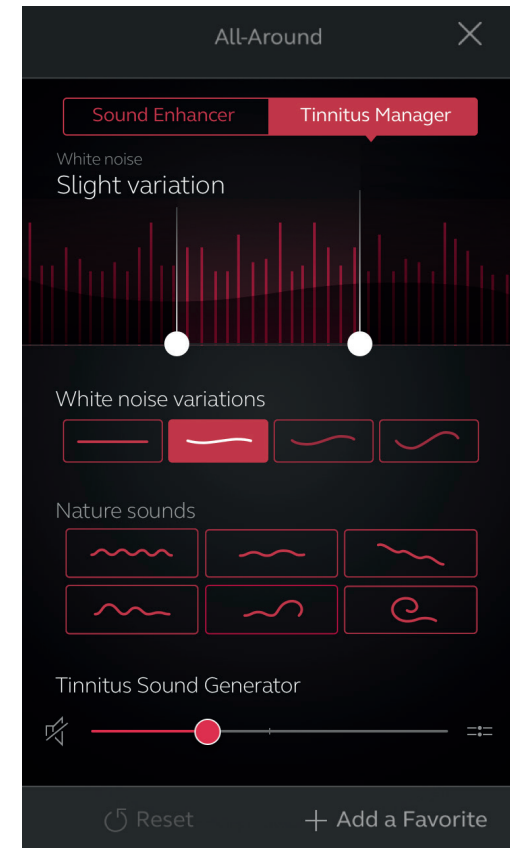 All-Around
Sound Enhancer
Tinnitus Manager
White noise
Slight variation
White noise variations
Nature sounds
Tinnitus Sound Generator
Reset
Add a Favorite